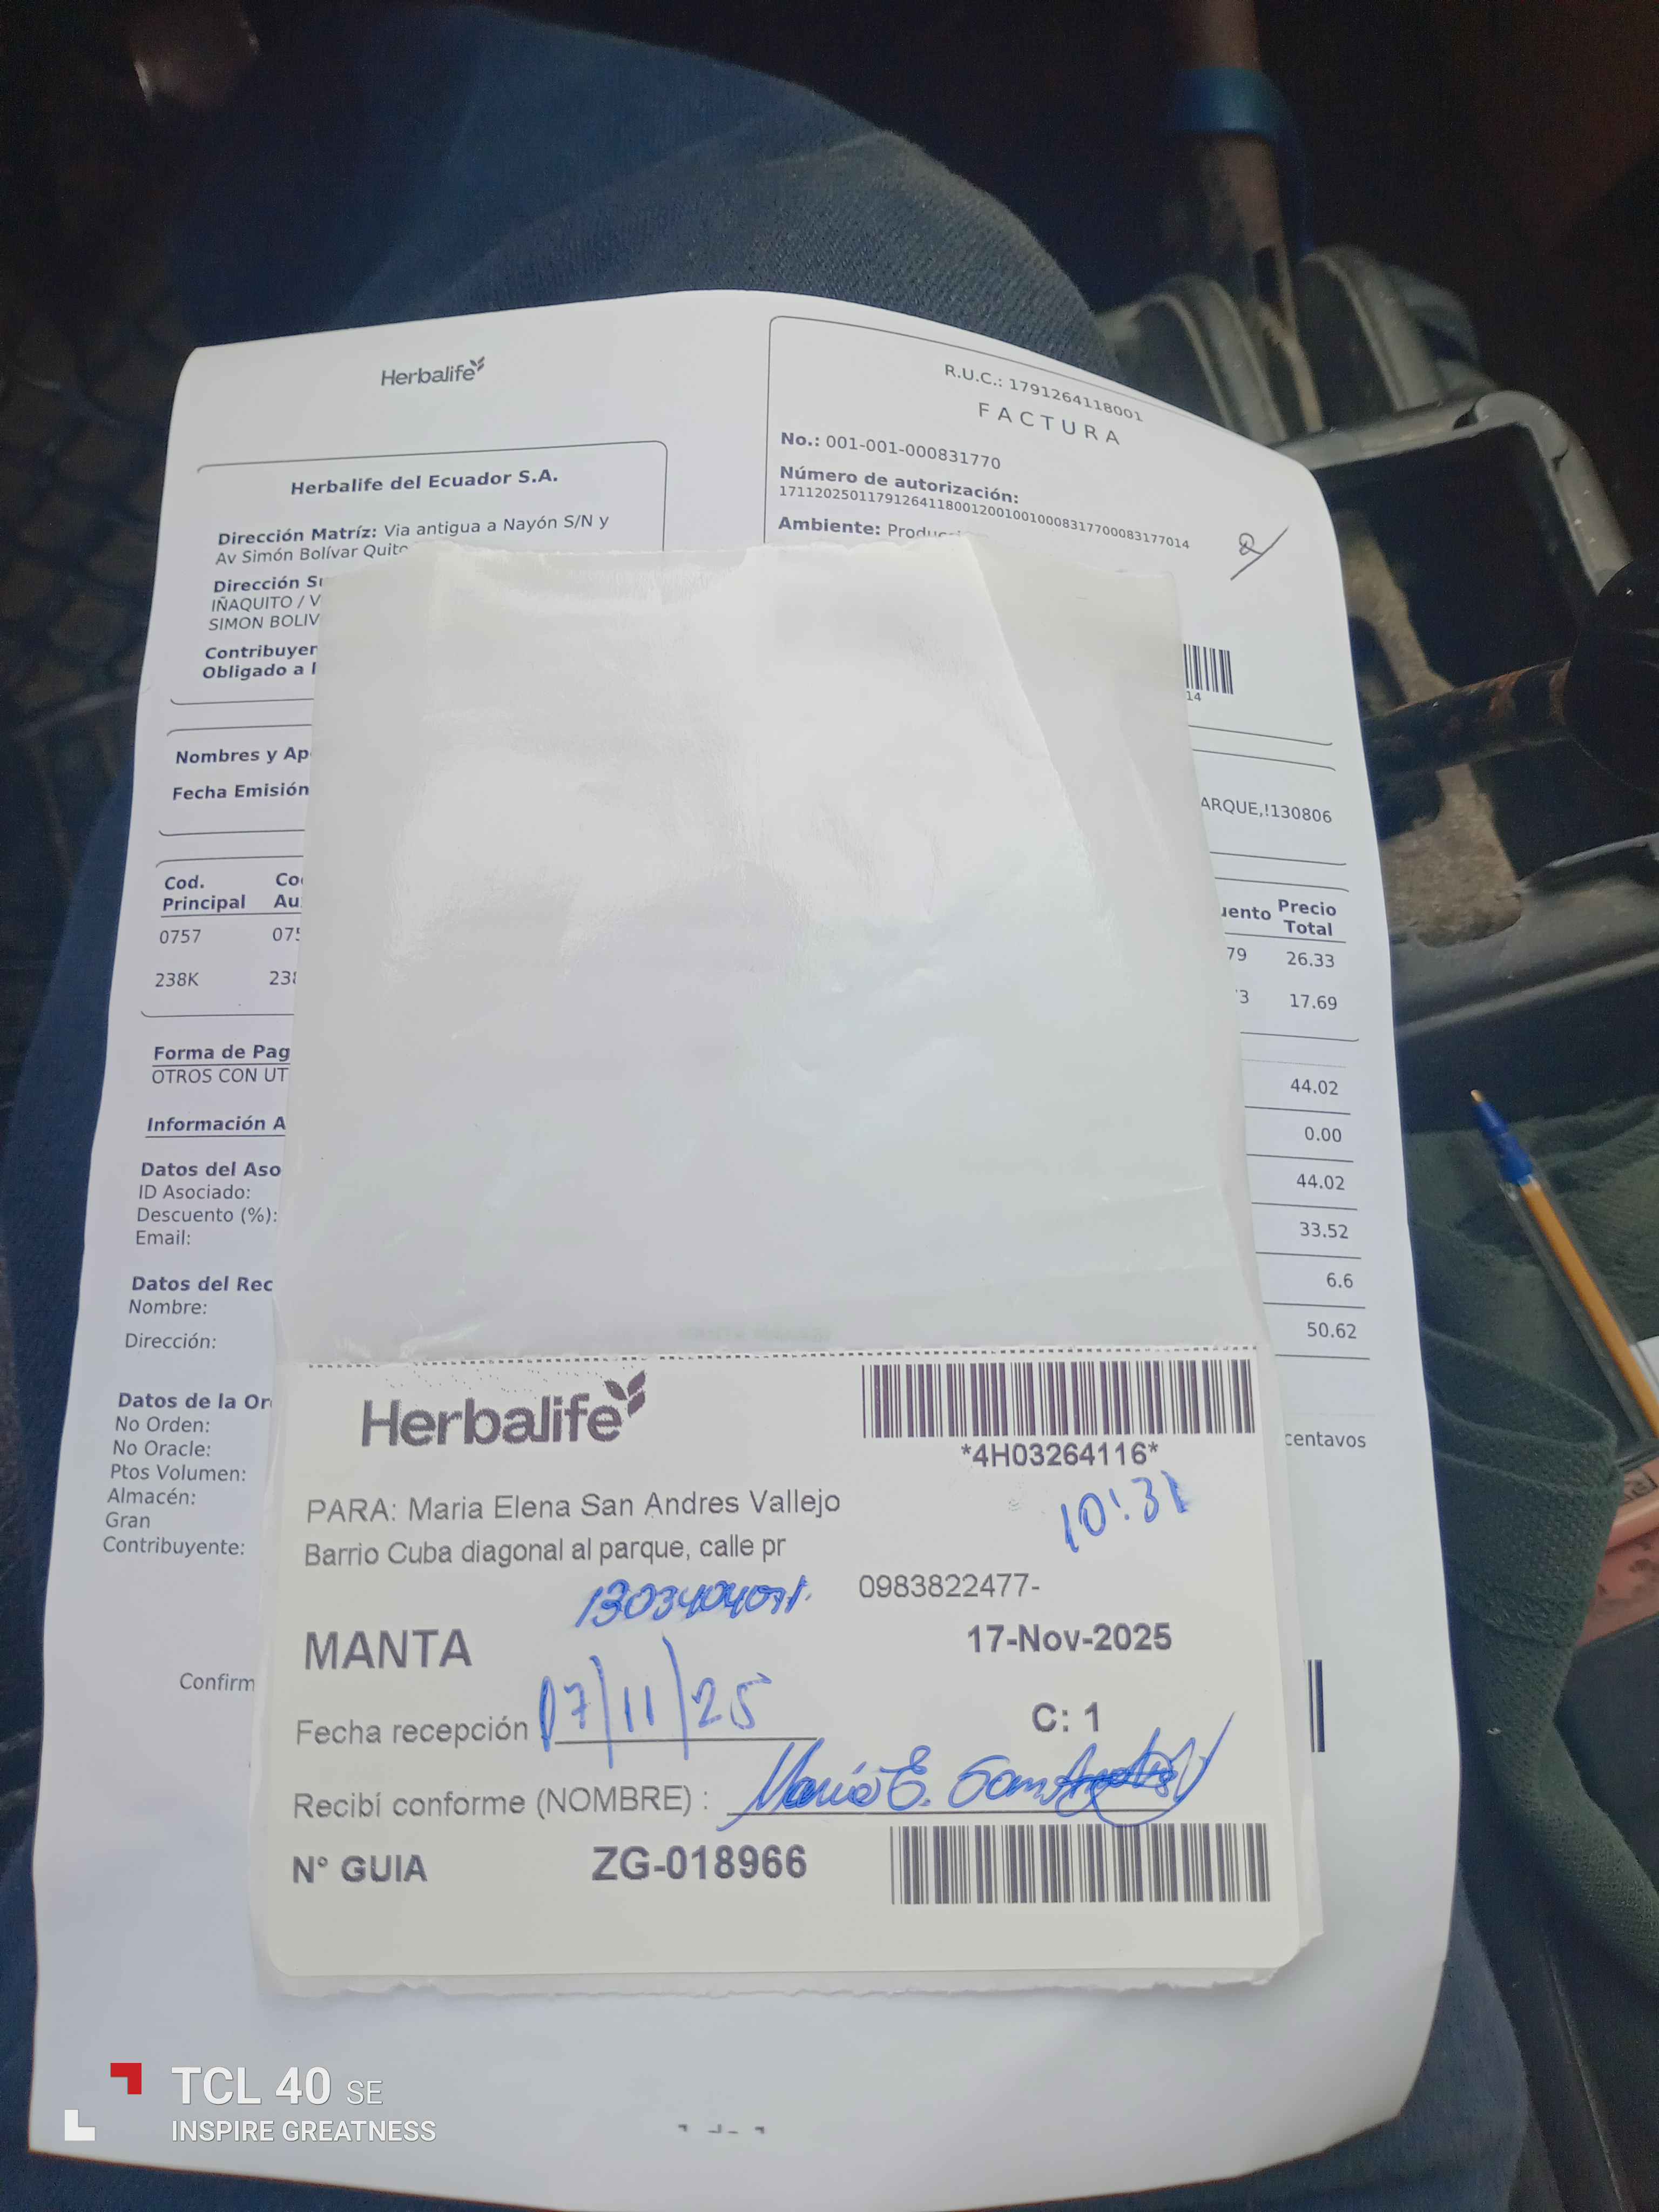 Herbalife
Herbalife del Ecuador S.A.
Dirección Matríz: Via antigua a Nayón S/N y
Av Simón Bolívar Quito
Dirección
IÑAQUITO / V
SIMON BOLIV
Obligado a
R.U.C.: 1791264118001
FACTURA
No.: 001-001-000831770
Número de autorización:
1711202501179126411800120010010008317700083177014
Ambiente:
14
Nombres y Ap
Fecha Emisión
ARQUE,!130806
Cod.
Principal
Precio
Total
0757 26.33
238K 17.69
Forma de Pag
OTROS CON UT
44.02
0.00
44.02
33.52
6.6
50.62
Información A
Datos del Aso
ID Asociado:
Descuento (%):
Email:
Datos del Rec
Nombre:
Dirección:
Datos de la Or
No Orden:
No Oracle:
Ptos Volumen:
Almacén:
Gran
Contribuyente:
centavos
Confirm
Herbalife
*4H03264116*
10:31
PARA: Maria Elena San Andres Vallejo
Barrio Cuba diagonal al parque, calle pr
0983822477-
MANTA
17-Nov-2025
Fecha recepción 07/11/25
C: 1
Recibí conforme (NOMBRE) : María E.
N° GUIA ZG-018966
TCL 40 SE
INSPIRE GREATNESS